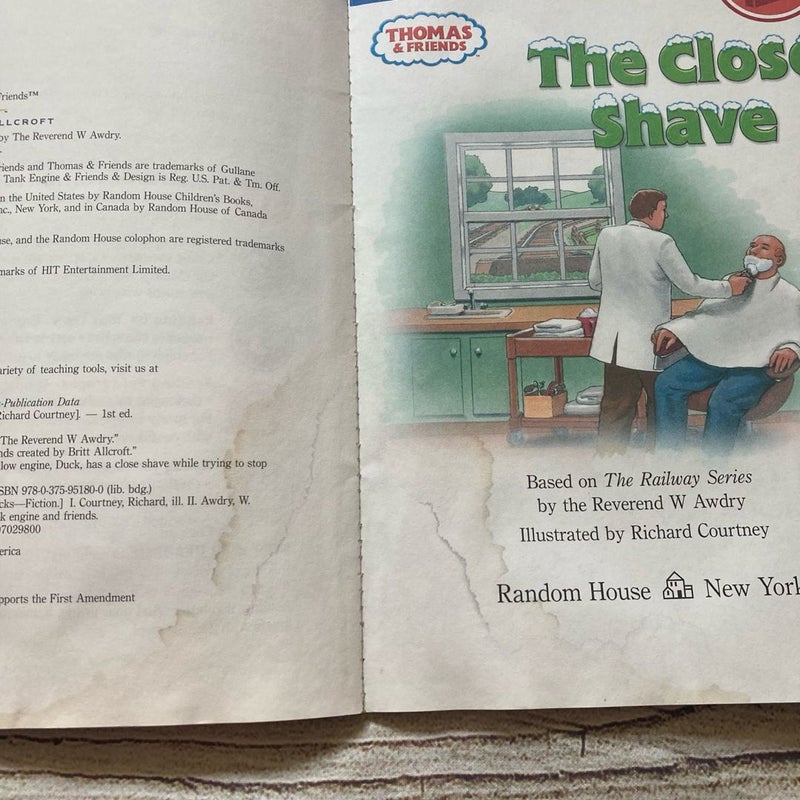 Friends™
LLCROFT
by The Reverend W Awdry.
iends and Thomas & Friends are trademarks of Gullane
Tank Engine & Friends & Design is Reg. U.S. Pat. & Tm. Off.
n the United States by Random House Children's Books,
nc., New York, and in Canada by Random House of Canada
se, and the Random House colophon are registered trademarks
marks of HIT Entertainment Limited.
ariety of teaching tools, visit us at
-Publication Data
Richard Courtney]. — 1st ed.
The Reverend W Awdry."
nds created by Britt Allcroft."
low engine, Duck, has a close shave while trying to stop
SBN 978-0-375-95180-0 (lib. bdg.)
cks—Fiction.] I. Courtney, Richard, ill. II. Awdry, W.
k engine and friends.
07029800
erica
pports the First Amendment
THOMAS
& FRIENDS™
The Close
Shave
Based on The Railway Series
by the Reverend W Awdry
Illustrated by Richard Courtney
Random House New York